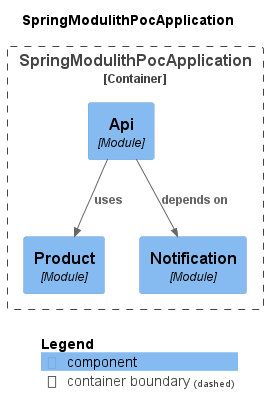 SpringModulithPocApplication
SpringModulithPocApplication
[Container]
Api
[Module]
uses
depends on
Product
[Module]
Notification
[Module]
Legend
component
container boundary (dashed)